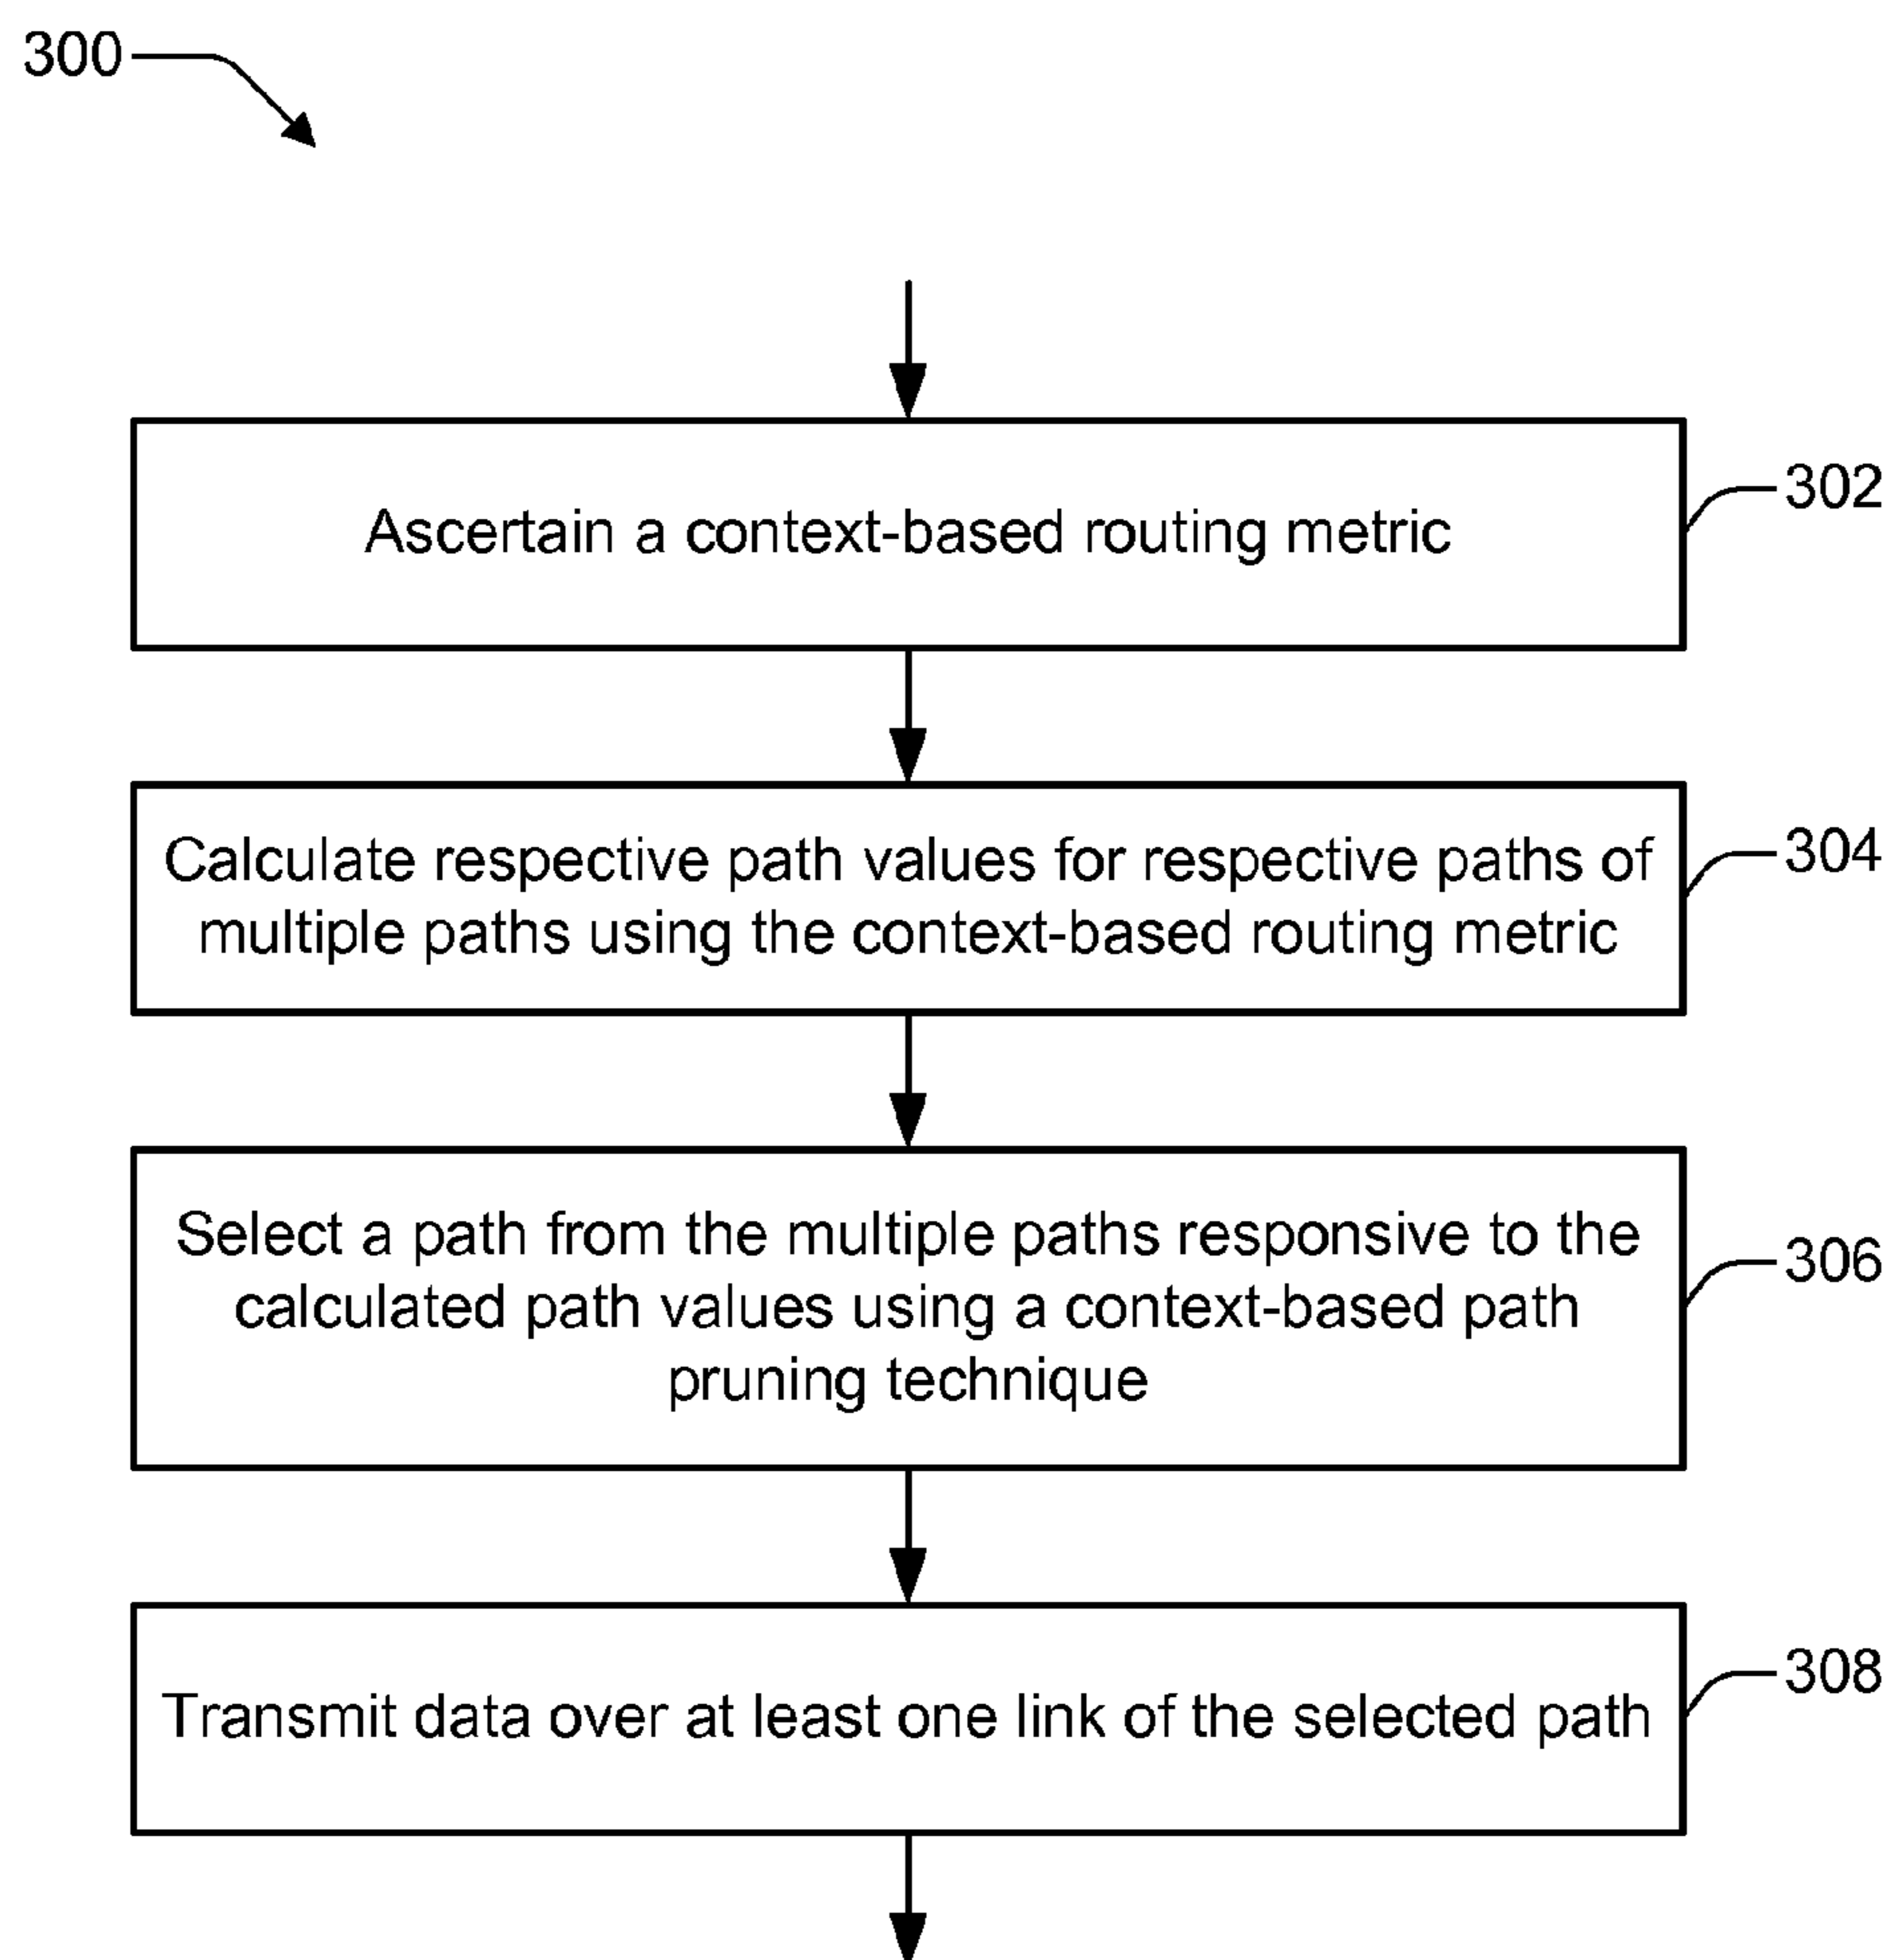 300
Ascertain a context-based routing metric
302
Calculate respective path values for respective paths of
multiple paths using the context-based routing metric
304
Select a path from the multiple paths responsive to the
calculated path values using a context-based path
pruning technique
306
Transmit data over at least one link of the selected path
308